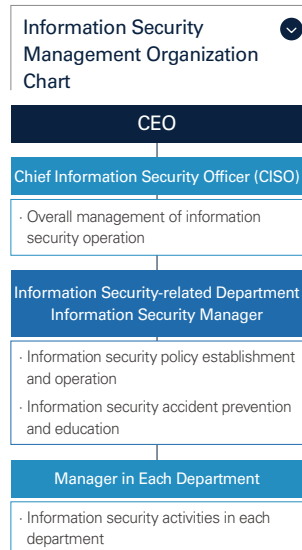 Information Security
Management Organization
Chart
CEO
Chief Information Security Officer (CISO)
· Overall management of information
security operation
Information Security-related Department
Information Security Manager
· Information security policy establishment
and operation
· Information security accident prevention
and education
Manager in Each Department
· Information security activities in each
department